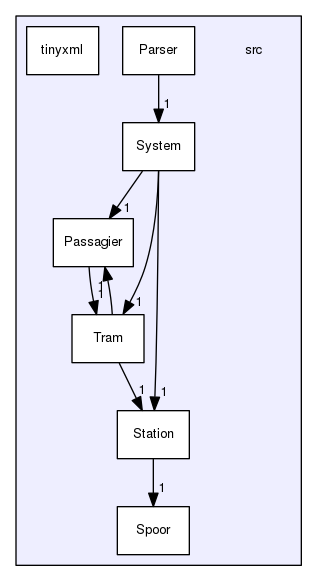 tinyxml
Parser
src
1
System
1
Passagier
1
1
1
Tram
1
1
Station
1
Spoor